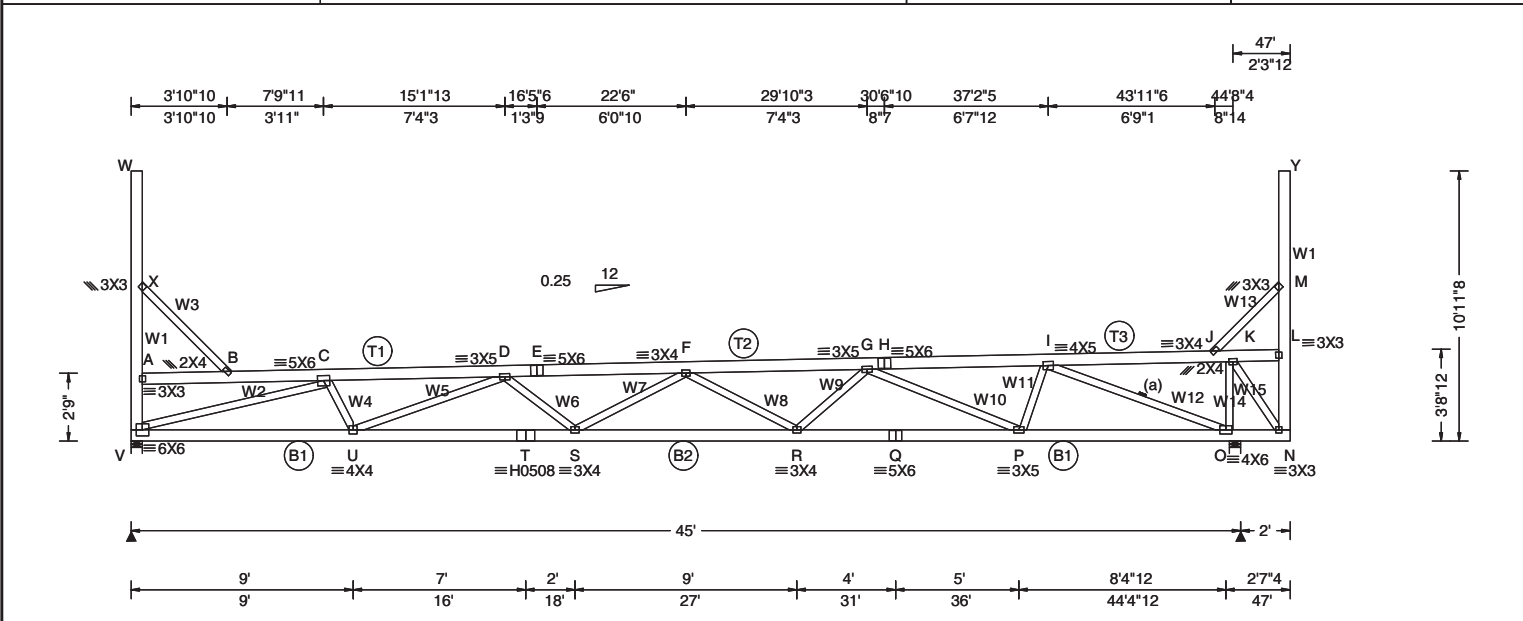 47'
2'3"12
3'10"10 7'9"11 15'1"13 16'5"6 22'6" 29'10"3 30'6"10 37'2"5 43'11"6 44'8"4
3'10"10 3'11" 7'4"3 1'3"9 6'0"10 7'4"3 8"7 6'7"12 6'9"1 8"14
W Y
W1
3X3 X 0.25 12 3X3 M
W3 W13
10'11"8
W1 T1 T2 T3 J K L 3X3
A 2X4 B 5X6 C 3X5 D E 5X6 3X4 F 3X5 G H 5X6 I 4X5 3X4
3X3 2X4
2'9" W2 W4 W5 W6 W7 W8 W9 W10 W11 (a) W12 W14 W15 3'8"12
V 6X6 B1 U T S B2 R Q P B1 O 4X6 N
4X4 H0508 3X4 3X4 5X6 3X5 3X3
45' 2'
9' 7' 2' 9' 4' 5' 8'4"12 2'7"4
9' 16' 18' 27' 31' 36' 44'4"12 47'